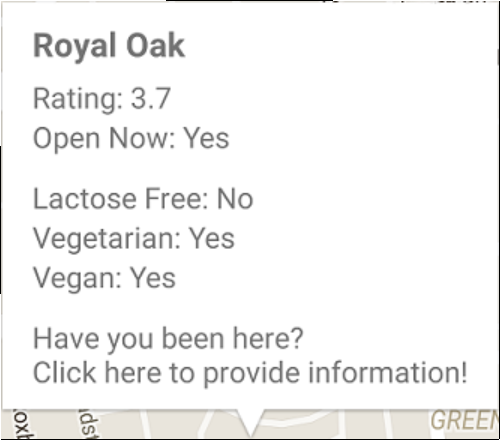 Royal Oak
Rating: 3.7
Open Now: Yes
Lactose Free: No
Vegetarian: Yes
Vegan: Yes
Have you been here?
Click here to provide information!